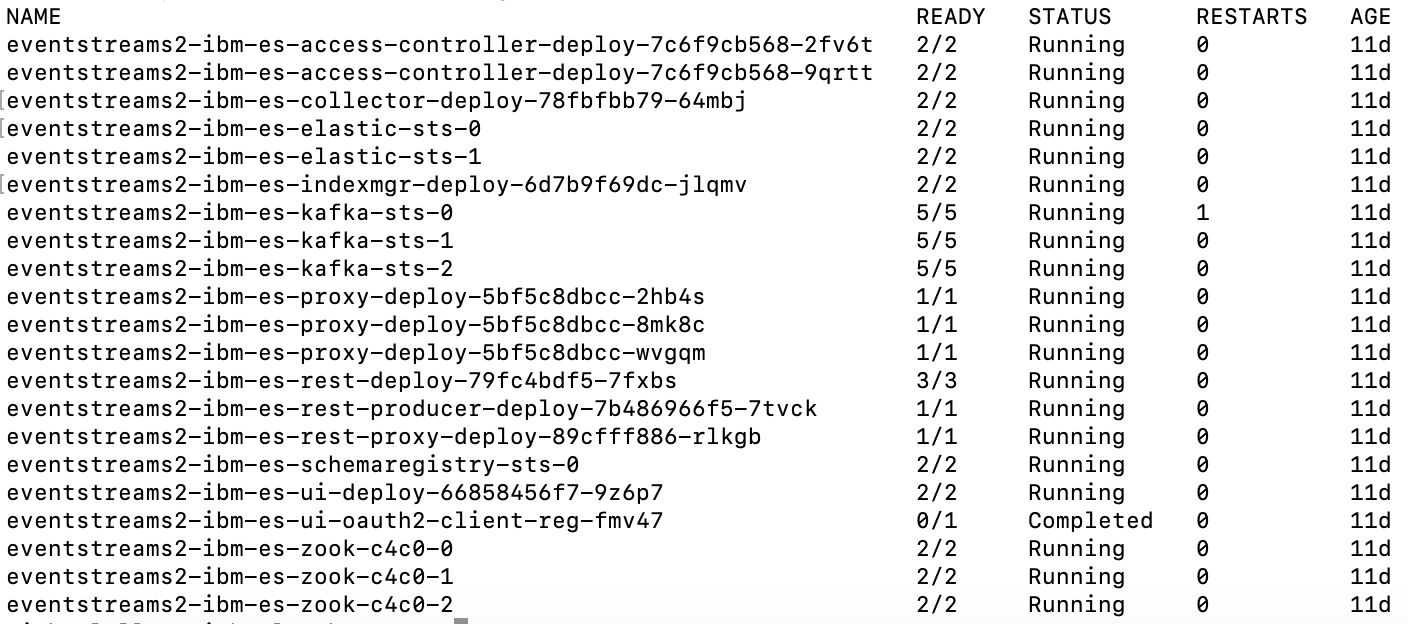 NAME READY STATUS RESTARTS AGE
eventstreams2-ibm-es-access-controller-deploy-7c6f9cb568-2fv6t 2/2 Running 0 11d
eventstreams2-ibm-es-access-controller-deploy-7c6f9cb568-9qrtt 2/2 Running 0 11d
[eventstreams2-ibm-es-collector-deploy-78fbfbb79-64mbj 2/2 Running 0 11d
[eventstreams2-ibm-es-elastic-sts-0 2/2 Running 0 11d
eventstreams2-ibm-es-elastic-sts-1 2/2 Running 0 11d
[eventstreams2-ibm-es-indexmgr-deploy-6d7b9f69dc-jlqmv 2/2 Running 0 11d
eventstreams2-ibm-es-kafka-sts-0 5/5 Running 1 11d
eventstreams2-ibm-es-kafka-sts-1 5/5 Running 0 11d
eventstreams2-ibm-es-kafka-sts-2 5/5 Running 0 11d
eventstreams2-ibm-es-proxy-deploy-5bf5c8dbcc-2hb4s 1/1 Running 0 11d
eventstreams2-ibm-es-proxy-deploy-5bf5c8dbcc-8mk8c 1/1 Running 0 11d
eventstreams2-ibm-es-proxy-deploy-5bf5c8dbcc-wvgqm 1/1 Running 0 11d
eventstreams2-ibm-es-rest-deploy-79fc4bdf5-7fxbs 3/3 Running 0 11d
eventstreams2-ibm-es-rest-producer-deploy-7b486966f5-7tvck 1/1 Running 0 11d
eventstreams2-ibm-es-rest-proxy-deploy-89cfff886-rlkgb 1/1 Running 0 11d
eventstreams2-ibm-es-schemaregistry-sts-0 2/2 Running 0 11d
eventstreams2-ibm-es-ui-deploy-66858456f7-9z6p7 2/2 Running 0 11d
eventstreams2-ibm-es-ui-oauth2-client-reg-fmv47 0/1 Completed 0 11d
eventstreams2-ibm-es-zook-c4c0-0 2/2 Running 0 11d
eventstreams2-ibm-es-zook-c4c0-1 2/2 Running 0 11d
eventstreams2-ibm-es-zook-c4c0-2 2/2 Running 0 11d